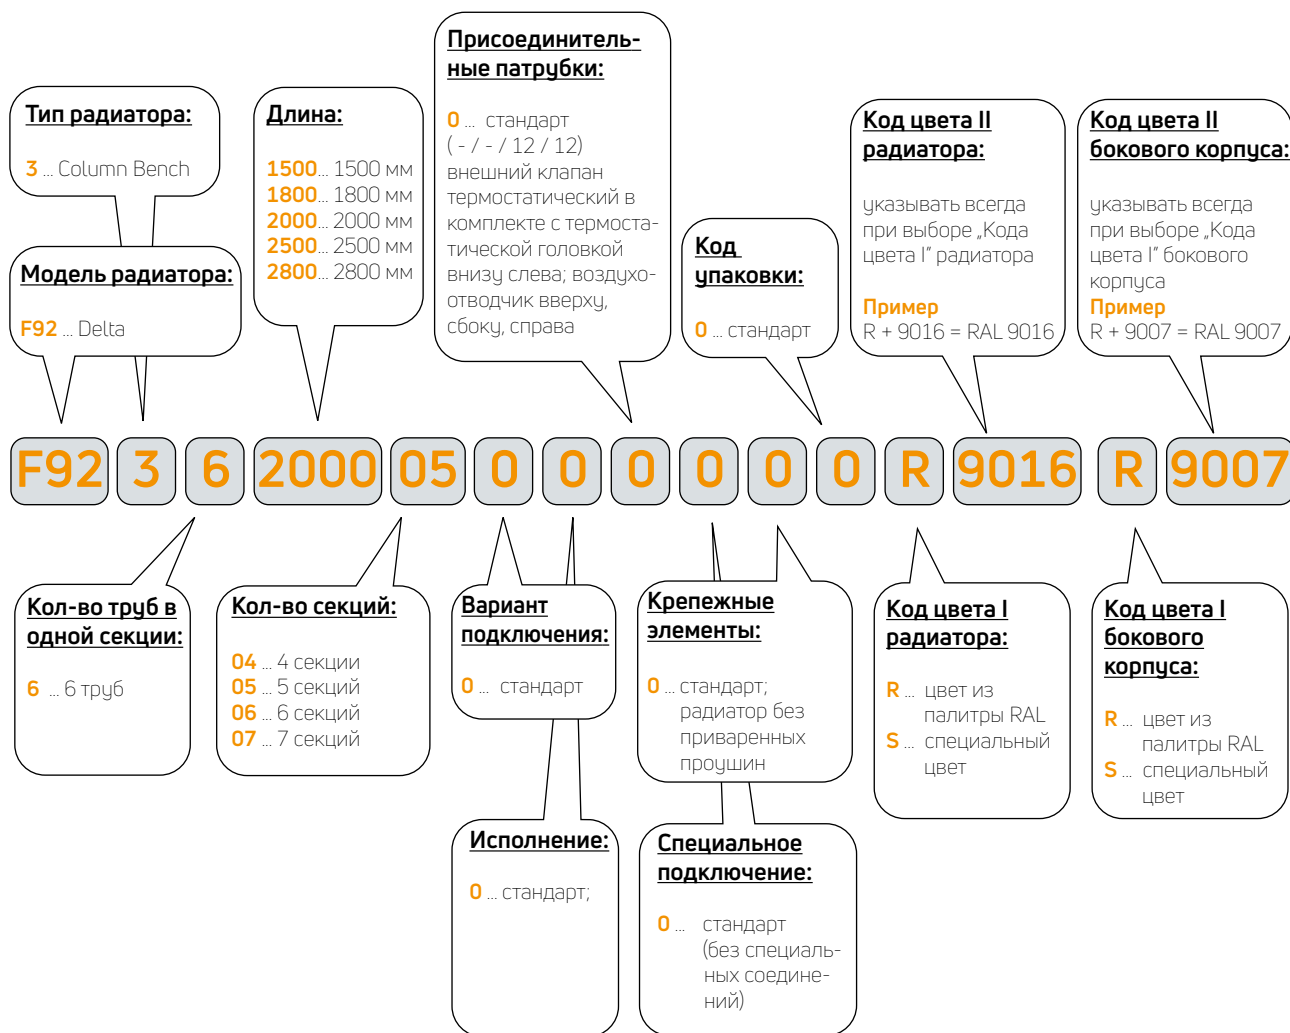 Тип радиатора:
3 ... Column Bench
Модель радиатора:
F92 ... Delta
Длина:
1500... 1500 мм
1800... 1800 мм
2000... 2000 мм
2500... 2500 мм
2800... 2800 мм
Присоединитель-
ные патрубки:
0 ... стандарт
( - / - / 12 / 12)
внешний клапан
термостатический в
комплекте с термоста-
тической головкой
внизу слева; воздухо-
отводчик вверху,
сбоку, справа
Код
упаковки:
0 ... стандарт
Код цвета II
радиатора:
указывать всегда
при выборе „Кода
цвета I" радиатора
Пример
R + 9016 = RAL 9016
Код цвета II
бокового корпуса:
указывать всегда
при выборе „Кода
цвета I" бокового
корпуса
Пример
R + 9007 = RAL 9007
F92 3 6 2000 05 0 0 0 0 0 0 R 9016 R 9007
Кол-во труб в
одной секции:
6 ... 6 труб
Кол-во секций:
04 ... 4 секции
05 ... 5 секций
06 ... 6 секций
07 ... 7 секций
Вариант
подключения:
0 ... стандарт
Крепежные
элементы:
0 ... стандарт;
радиатор без
приваренных
проушин
Код цвета I
радиатора:
R ... цвет из
палитры RAL
S ... специальный
цвет
Код цвета I
бокового
корпуса:
R ... цвет из
палитры RAL
S ... специальный
цвет
Исполнение:
0 ... стандарт;
Специальное
подключение:
0 ... стандарт
(без специаль-
ных соедине-
ний)